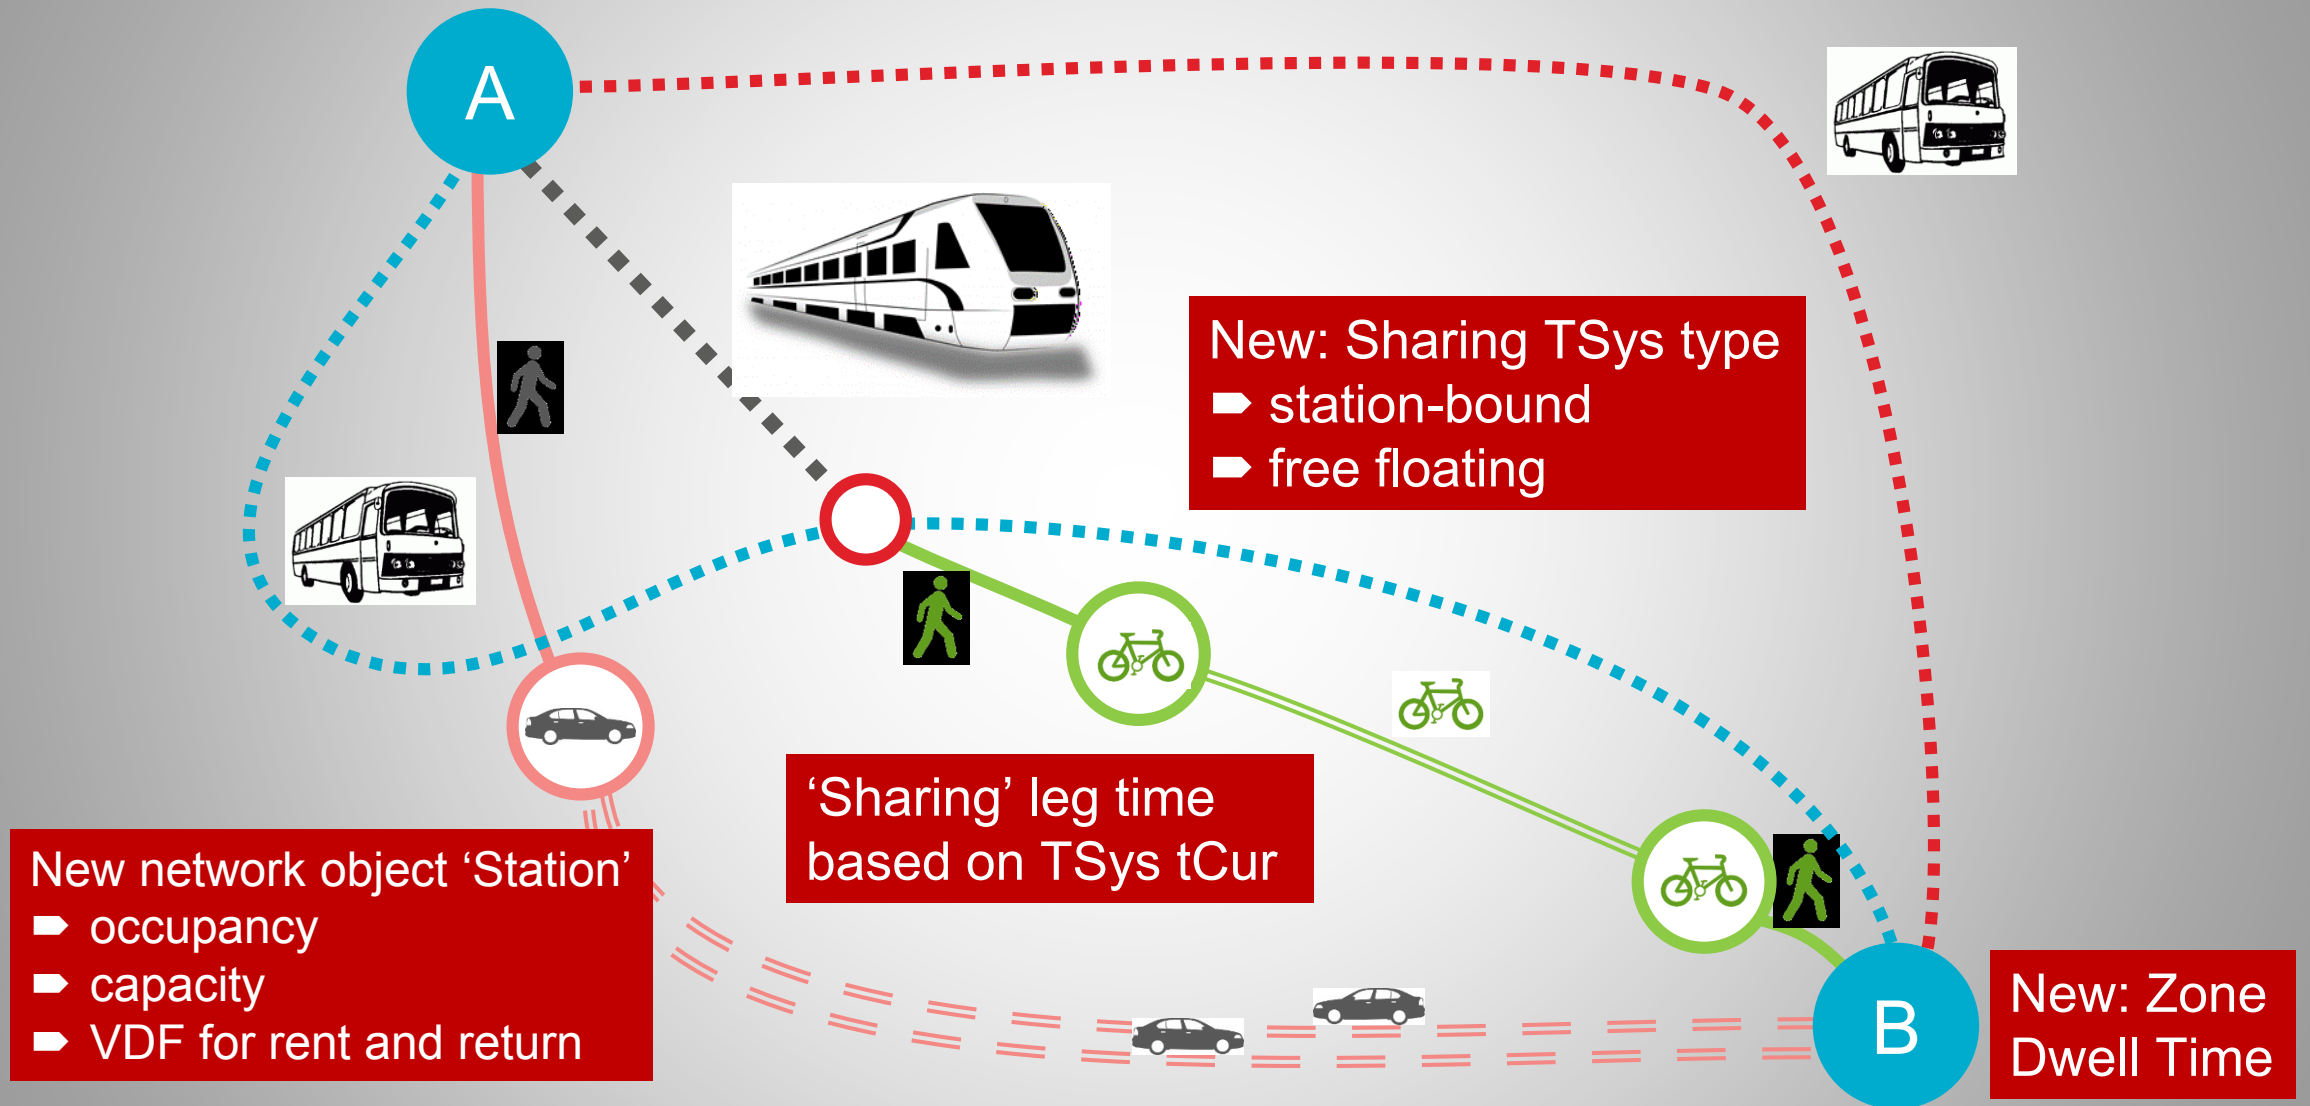 A
New: Sharing TSys type
station-bound
free floating
‘Sharing’ leg time
based on TSys tCur
New network object ‘Station’
occupancy
capacity
VDF for rent and return
B
New: Zone
Dwell Time